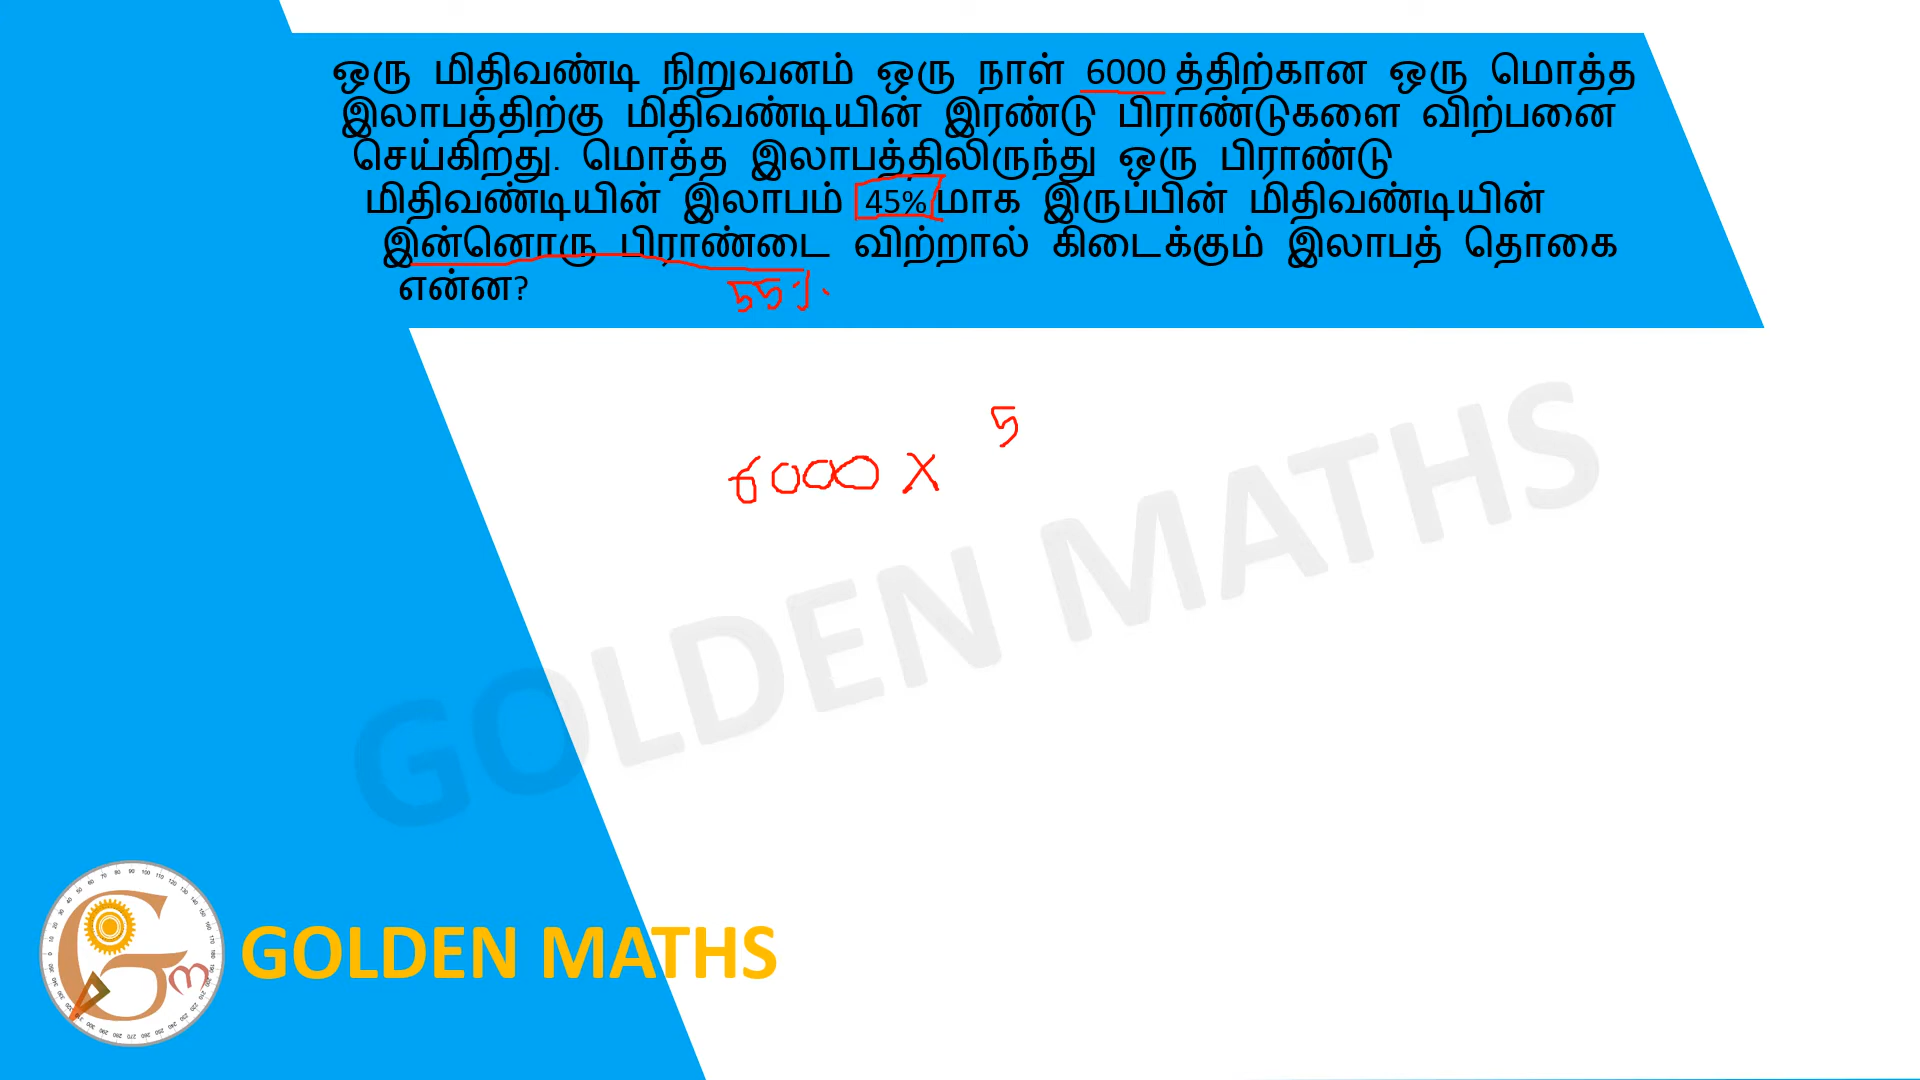 ஒரு மிதிவண்டி நிறுவனம் ஒரு நாள் 6000 த்திற்கான ஒரு மொத்த
இலாபத்திற்கு மிதிவண்டியின் இரண்டு பிராண்டுகளை விற்பனை
செய்கிறது. மொத்த இலாபத்திலிருந்து ஒரு பிராண்டு
மிதிவண்டியின் இலாபம் 45% மாக இருப்பின் மிதிவண்டியின்
இன்னொரு பிராண்டை விற்றால் கிடைக்கும் இலாபத் தொகை
என்ன?
55%
5
6000 X
GOLDEN MATHS
GOLDEN MATHS